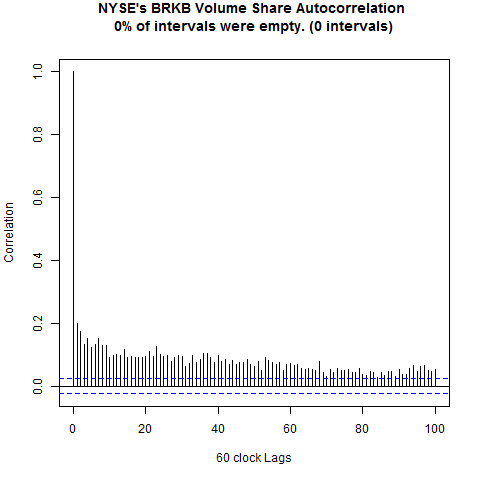 NYSE's BRKB Volume Share Autocorrelation
0% of intervals were empty. (0 intervals)
1.0
0.8
0.6
0.4
0.2
0.0
Correlation
0 20 40 60 80 100
60 clock Lags